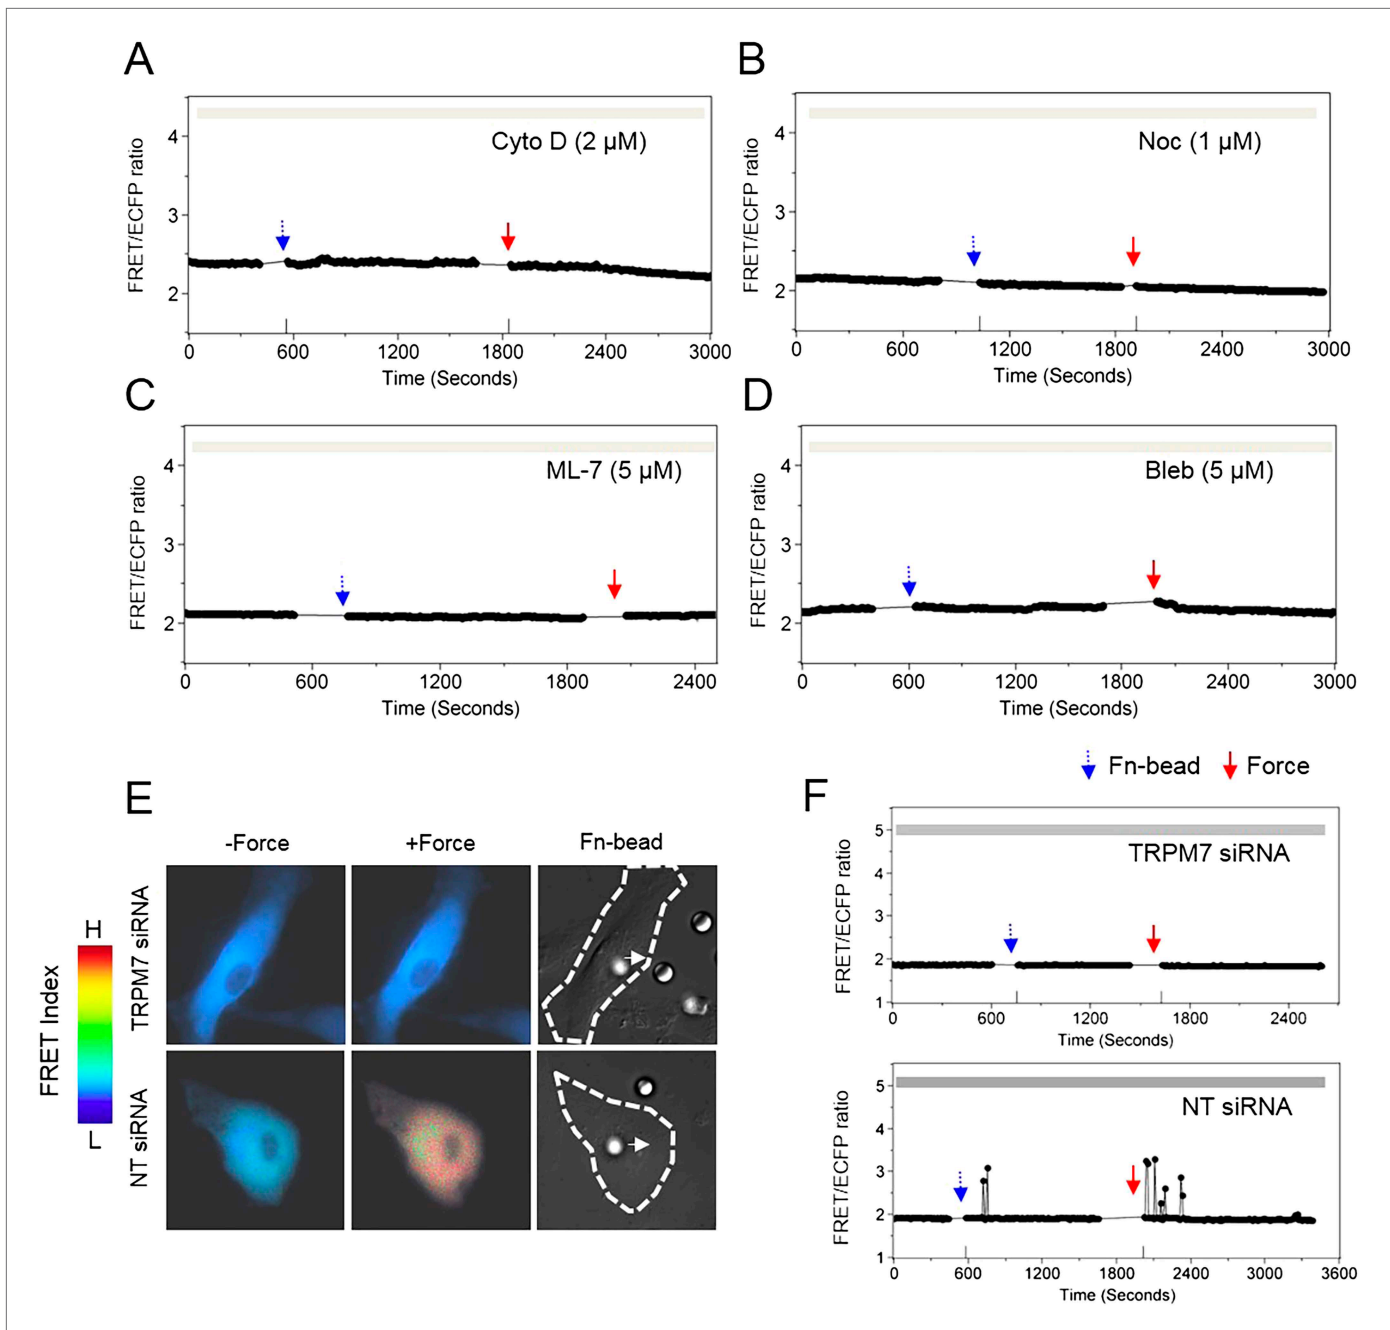 A
FRET/ECFP ratio
4
3
2
Cyto D (2 µM)
0 600 1200 1800 2400 3000
Time (Seconds)
B
FRET/ECFP ratio
4
3
2
Noc (1 µM)
0 600 1200 1800 2400 3000
Time (Seconds)
C
FRET/ECFP ratio
4
3
2
ML-7 (5 µM)
0 600 1200 1800 2400
Time (Seconds)
D
FRET/ECFP ratio
4
3
2
Bleb (5 µM)
0 600 1200 1800 2400 3000
Time (Seconds)
Fn-bead Force
E
-Force +Force Fn-bead
FRET Index
H
L
TRPM7 siRNA
NT siRNA
F
FRET/ECFP ratio
5
4
3
2
1
TRPM7 siRNA
0 600 1200 1800 2400
Time (Seconds)
FRET/ECFP ratio
5
4
3
2
1
NT siRNA
0 600 1200 1800 2400 3000 3600
Time (Seconds)